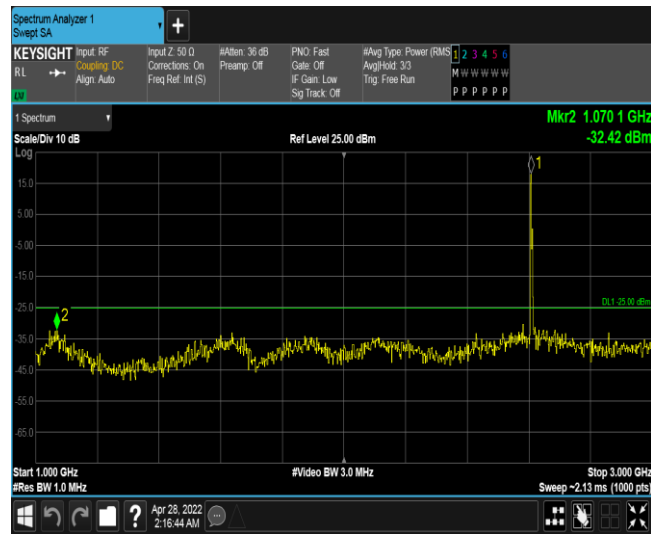 Spectrum Analyzer 1
Swept SA
KEYSIGHT
RL
LXI
Input: RF
Coupling: DC
Align: Auto
Input Z: 50 Ω
Corrections: On
Freq Ref: Int (S)
#Atten: 36 dB
Preamp: Off
PNO: Fast
Gate: Off
IF Gain: Low
Sig Track: Off
#Avg Type: Power (RMS
Avg|Hold: 3/3
Trig: Free Run
1 2 3 4 5 6
M W W W W W
P P P P P P
1 Spectrum
Mkr2 1.070 1 GHz
Scale/Div 10 dB
Ref Level 25.00 dBm
-32.42 dBm
Log
1
15.0
5.00
-5.00
-15.0
-25.0
DL1 -25.00 dBm
2
-35.0
-45.0
-55.0
-65.0
Start 1.000 GHz
#Video BW 3.0 MHz
Stop 3.000 GHz
#Res BW 1.0 MHz
Sweep ~2.13 ms (1000 pts)
?
Apr 28, 2022
2:16:44 AM